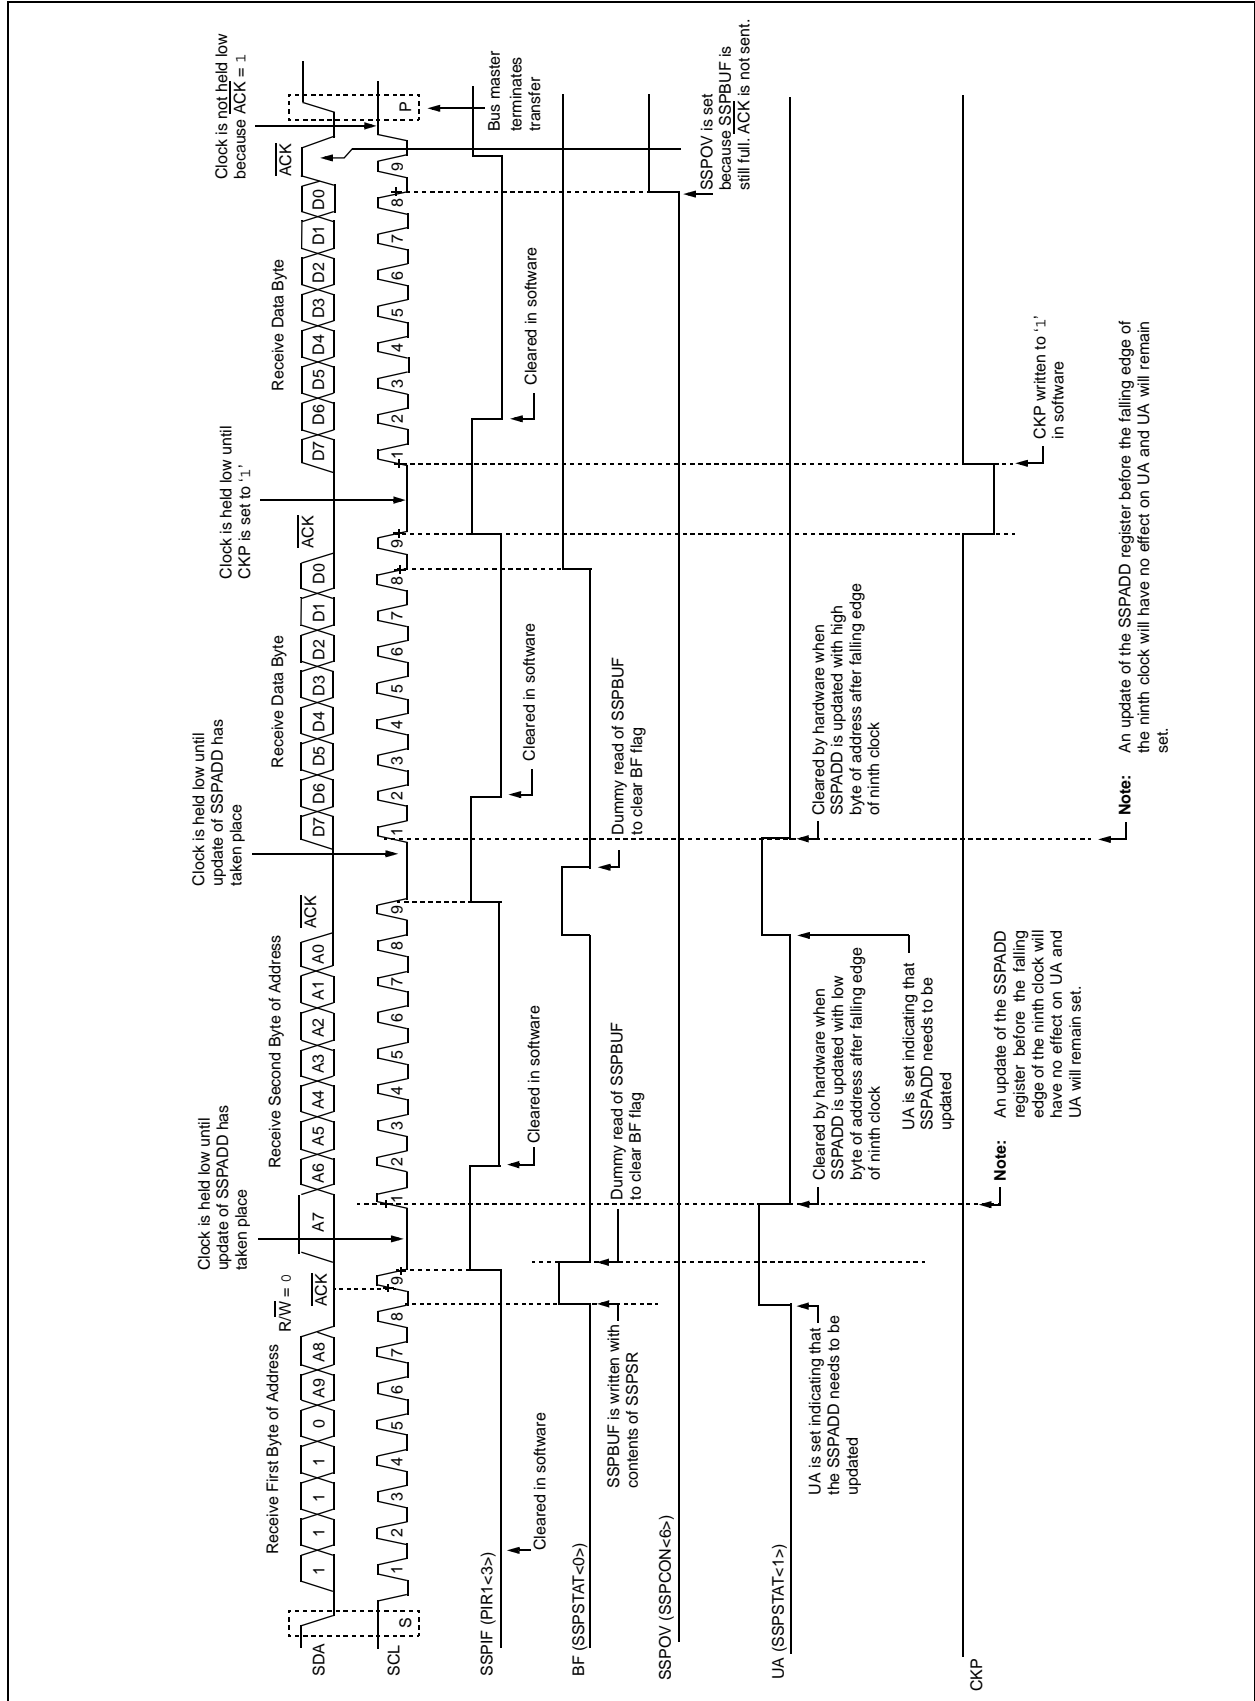 Receive First Byte of Address
R/W = 0
Receive Second Byte of Address
Receive Data Byte
Receive Data Byte
Clock is held low until
update of SSPADD has
taken place
Clock is held low until
update of SSPADD has
taken place
Clock is held low until
CKP is set to ‘1’
Clock is not held low
because ACK = 1
SDA
1 1 1 1 0 A9 A8 ACK
A7 A6 A5 A4 A3 A2 A1 A0 ACK
D7 D6 D5 D4 D3 D2 D1 D0 ACK
D7 D6 D5 D4 D3 D2 D1 D0 ACK
SCL
S
1 2 3 4 5 6 7 8 9
1 2 3 4 5 6 7 8 9
1 2 3 4 5 6 7 8 9
1 2 3 4 5 6 7 8 9
P
Bus master
terminates
transfer
SSPIF (PIR1<3>)
Cleared in software
Cleared in software
Cleared in software
Cleared in software
BF (SSPSTAT<0>)
SSPBUF is written with
contents of SSPSR
Dummy read of SSPBUF
to clear BF flag
Dummy read of SSPBUF
to clear BF flag
SSPOV (SSPCON<6>)
SSPOV is set
because SSPBUF is
still full. ACK is not sent.
UA (SSPSTAT<1>)
UA is set indicating that
the SSPADD needs to be
updated
Cleared by hardware when
SSPADD is updated with low
byte of address after falling edge
of ninth clock
UA is set indicating that
SSPADD needs to be
updated
Cleared by hardware when
SSPADD is updated with high
byte of address after falling edge
of ninth clock
CKP
CKP written to ‘1’
in software
Note: An update of the SSPADD
register before the falling
edge of the ninth clock will
have no effect on UA and
UA will remain set.
Note: An update of the SSPADD register before the falling edge of
the ninth clock will have no effect on UA and UA will remain
set.